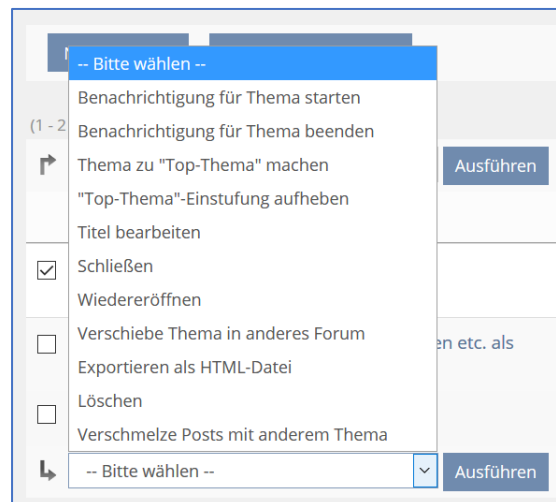 -- Bitte wählen --
Benachrichtigung für Thema starten
(1 - 2
Benachrichtigung für Thema beenden
Thema zu "Top-Thema" machen
Ausführen
"Top-Thema"-Einstufung aufheben
Titel bearbeiten
Schließen
Wiedereröffnen
Verschiebe Thema in anderes Forum
en etc. als
Exportieren als HTML-Datei
Löschen
Verschmelze Posts mit anderem Thema
-- Bitte wählen --
Ausführen